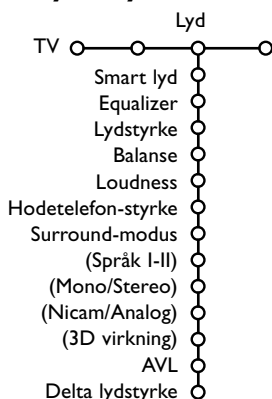 Lyd
TV
Smart lyd
Equalizer
Lydstyrke
Balanse
Loudness
Hodetelefon-styrke
Surround-modus
(Språk I-II)
(Mono/Stereo)
(Nicam/Analog)
(3D virkning)
AVL
Delta lydstyrke